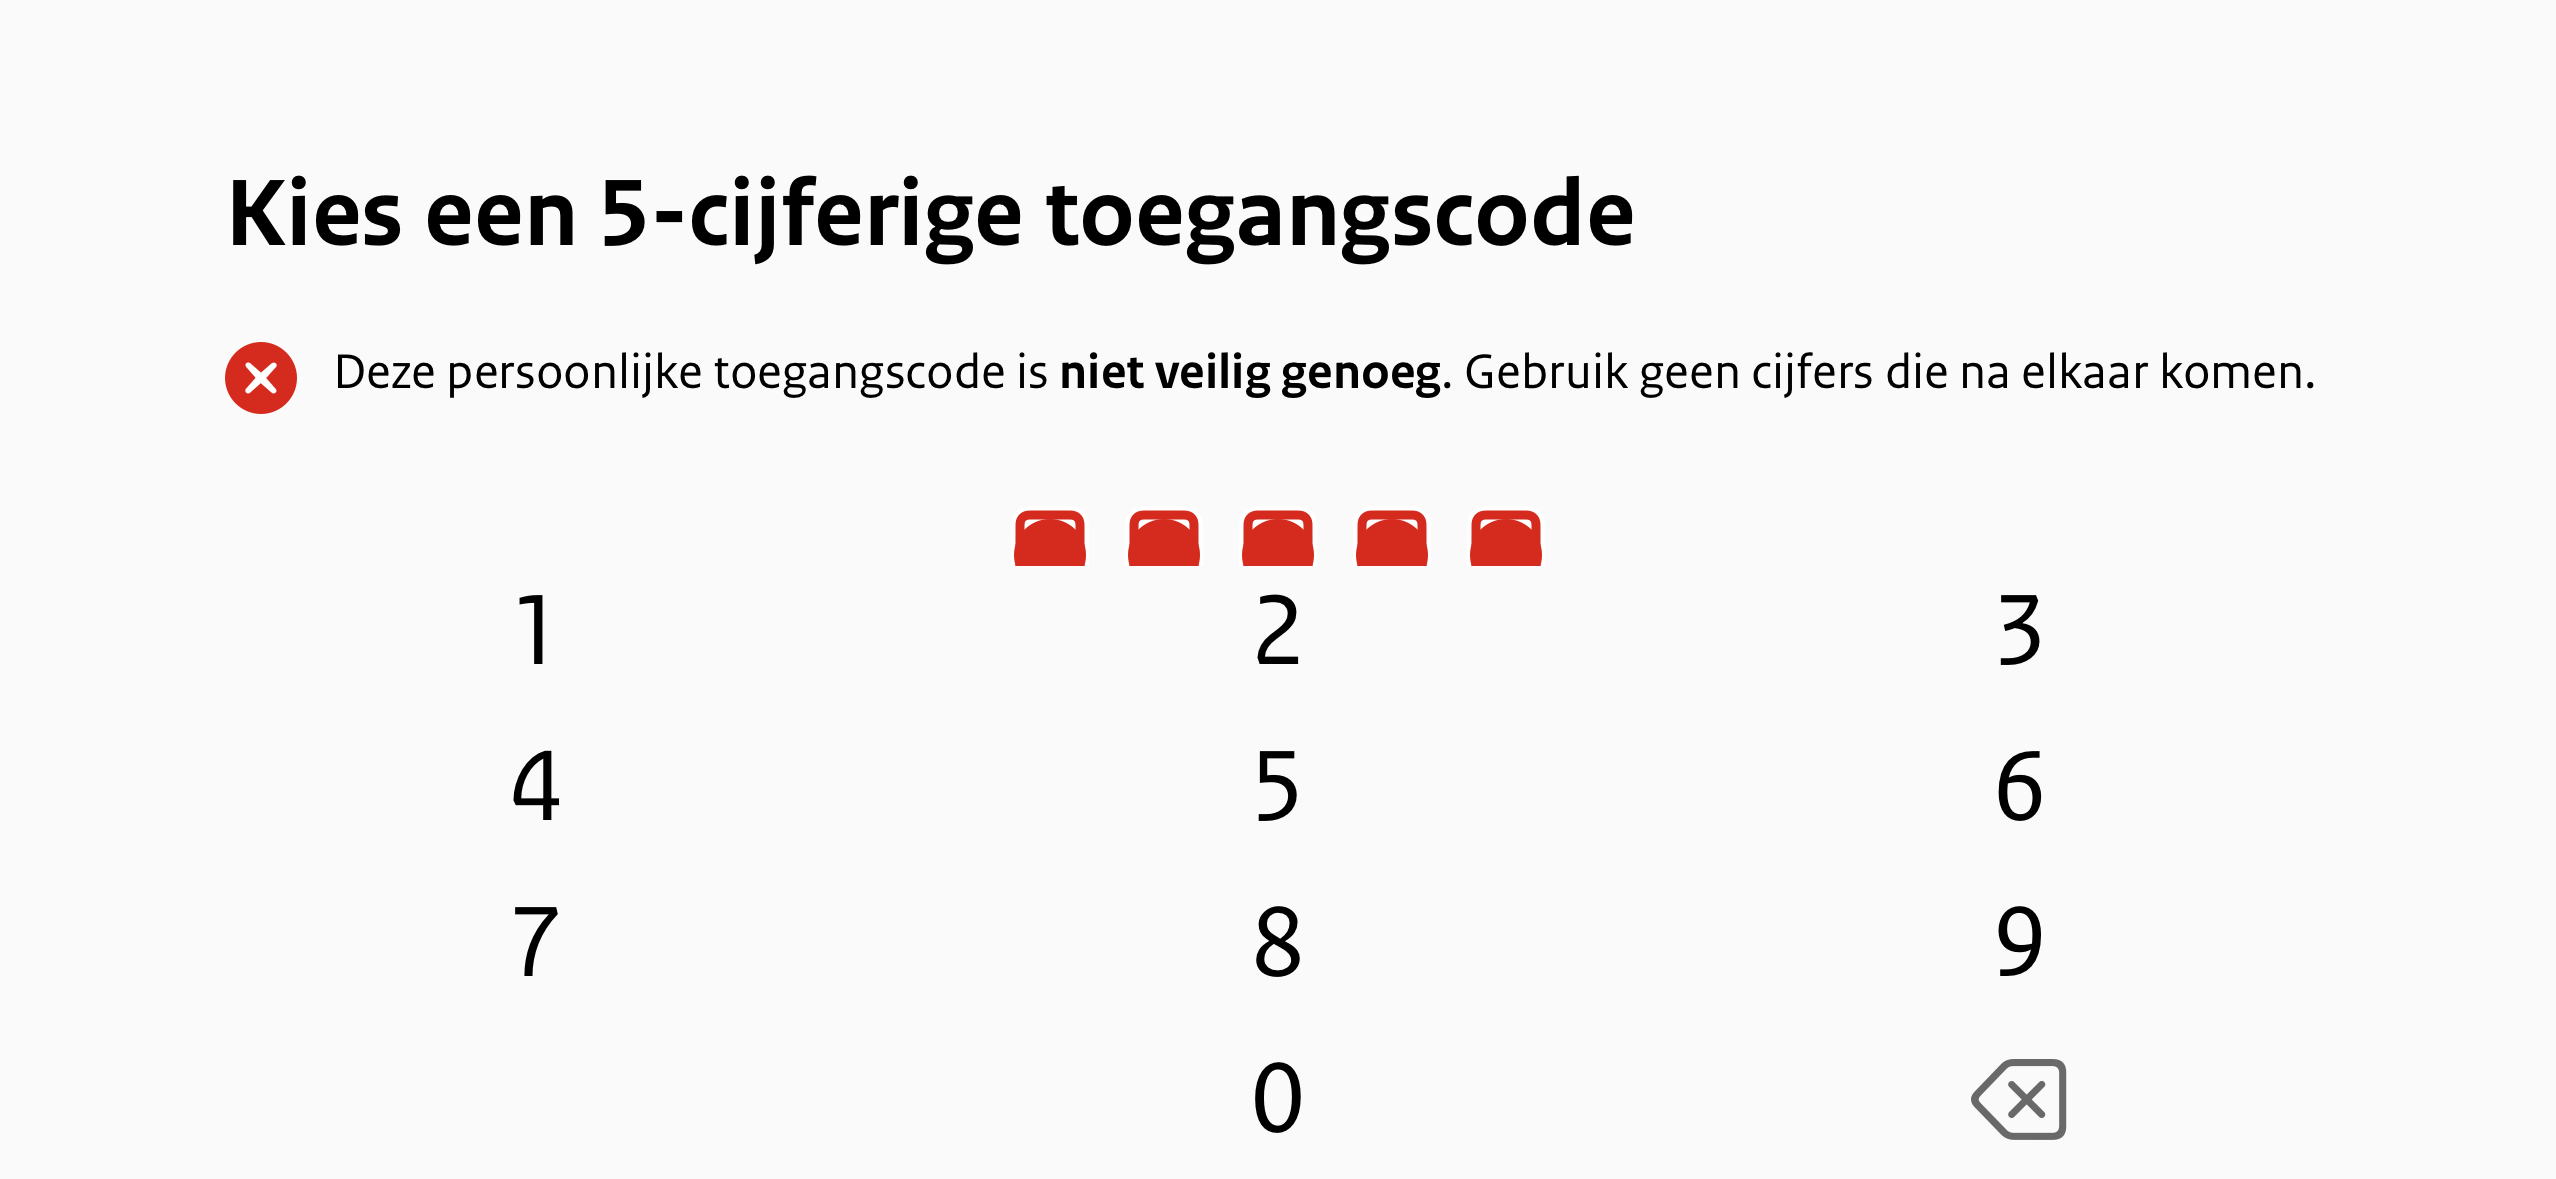 Kies een 5-cijferige toegangscode
Deze persoonlijke toegangscode is niet veilig genoeg. Gebruik geen cijfers die na elkaar komen.
1 2 3
4 5 6
7 8 9
0